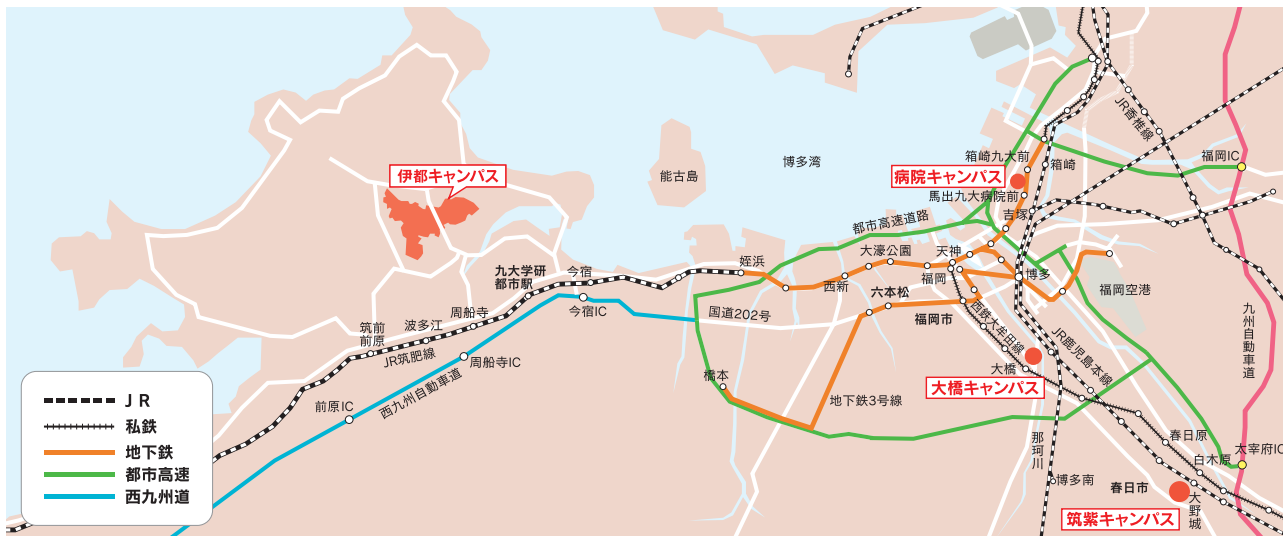 伊都キャンパス
能古島
博多湾
病院キャンパス
箱崎九大前
箱崎
馬出九大病院前
吉塚
JR香椎線
福岡IC
都市高速道路
九大学研
都市駅
今宿
姪浜
西新
大濠公園
天神
福岡
博多
福岡空港
六本松
福岡市
今宿IC
国道202号
筑前
前原
波多江
周船寺
JR筑肥線
周船寺IC
西九州自動車道
前原IC
橋本
地下鉄3号線
西鉄大牟田線
大橋
大橋キャンパス
JR鹿児島本線
九州自動車道
那珂川
博多南
春日市
春日原
白木原
太宰府IC
大野城
筑紫キャンパス
JR
私鉄
地下鉄
都市高速
西九州道